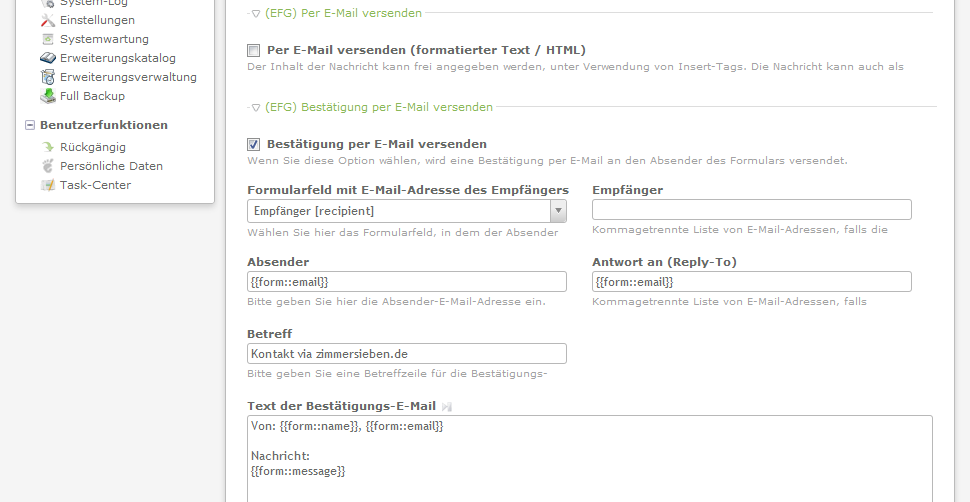 System-Log
Einstellungen
Systemwartung
Erweiterungskatalog
Erweiterungsverwaltung
Full Backup
Benutzerfunktionen
Rückgängig
Persönliche Daten
Task-Center
(EFG) Per E-Mail versenden
Per E-Mail versenden (formatierter Text / HTML)
Der Inhalt der Nachricht kann frei angegeben werden, unter Verwendung von Insert-Tags. Die Nachricht kann auch als
(EFG) Bestätigung per E-Mail versenden
Bestätigung per E-Mail versenden
Wenn Sie diese Option wählen, wird eine Bestätigung per E-Mail an den Absender des Formulars versendet.
Formularfeld mit E-Mail-Adresse des Empfängers
Empfänger [recipient]
Wählen Sie hier das Formularfeld, in dem der Absender
Empfänger
Kommagetrennte Liste von E-Mail-Adressen, falls die
Absender
{{form::email}}
Bitte geben Sie hier die Absender-E-Mail-Adresse ein.
Antwort an (Reply-To)
{{form::email}}
Kommagetrennte Liste von E-Mail-Adressen, falls
Betreff
Kontakt via zimmersieben.de
Bitte geben Sie eine Betreffzeile für die Bestätigungs-
Text der Bestätigungs-E-Mail
Von: {{form::name}}, {{form::email}}
Nachricht:
{{form::message}}